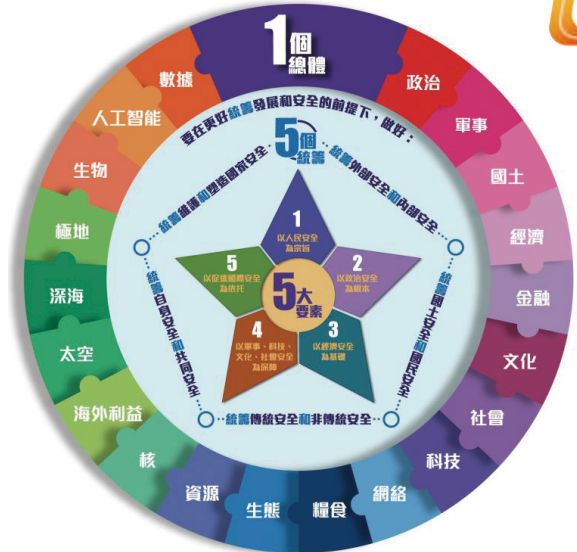 1個
總體
政治
軍事
國土
經濟
金融
文化
社會
科技
網絡
糧食
生態
資源
核
海外利益
太空
深海
極地
生物
人工智能
數據
要在更好統籌發展和安全的前提下，做好：
5個
統籌
統籌外部安全和內部安全
統籌國土安全和國民安全
統籌傳統安全和非傳統安全
統籌自身安全和共同安全
統籌維護和塑造國家安全
5大
要素
1
以人民安全
為宗旨
2
以政治安全
為根本
3
以經濟安全
為基礎
4
以軍事、科技、
文化、社會安全
為保障
5
以促進國際安全
為依托